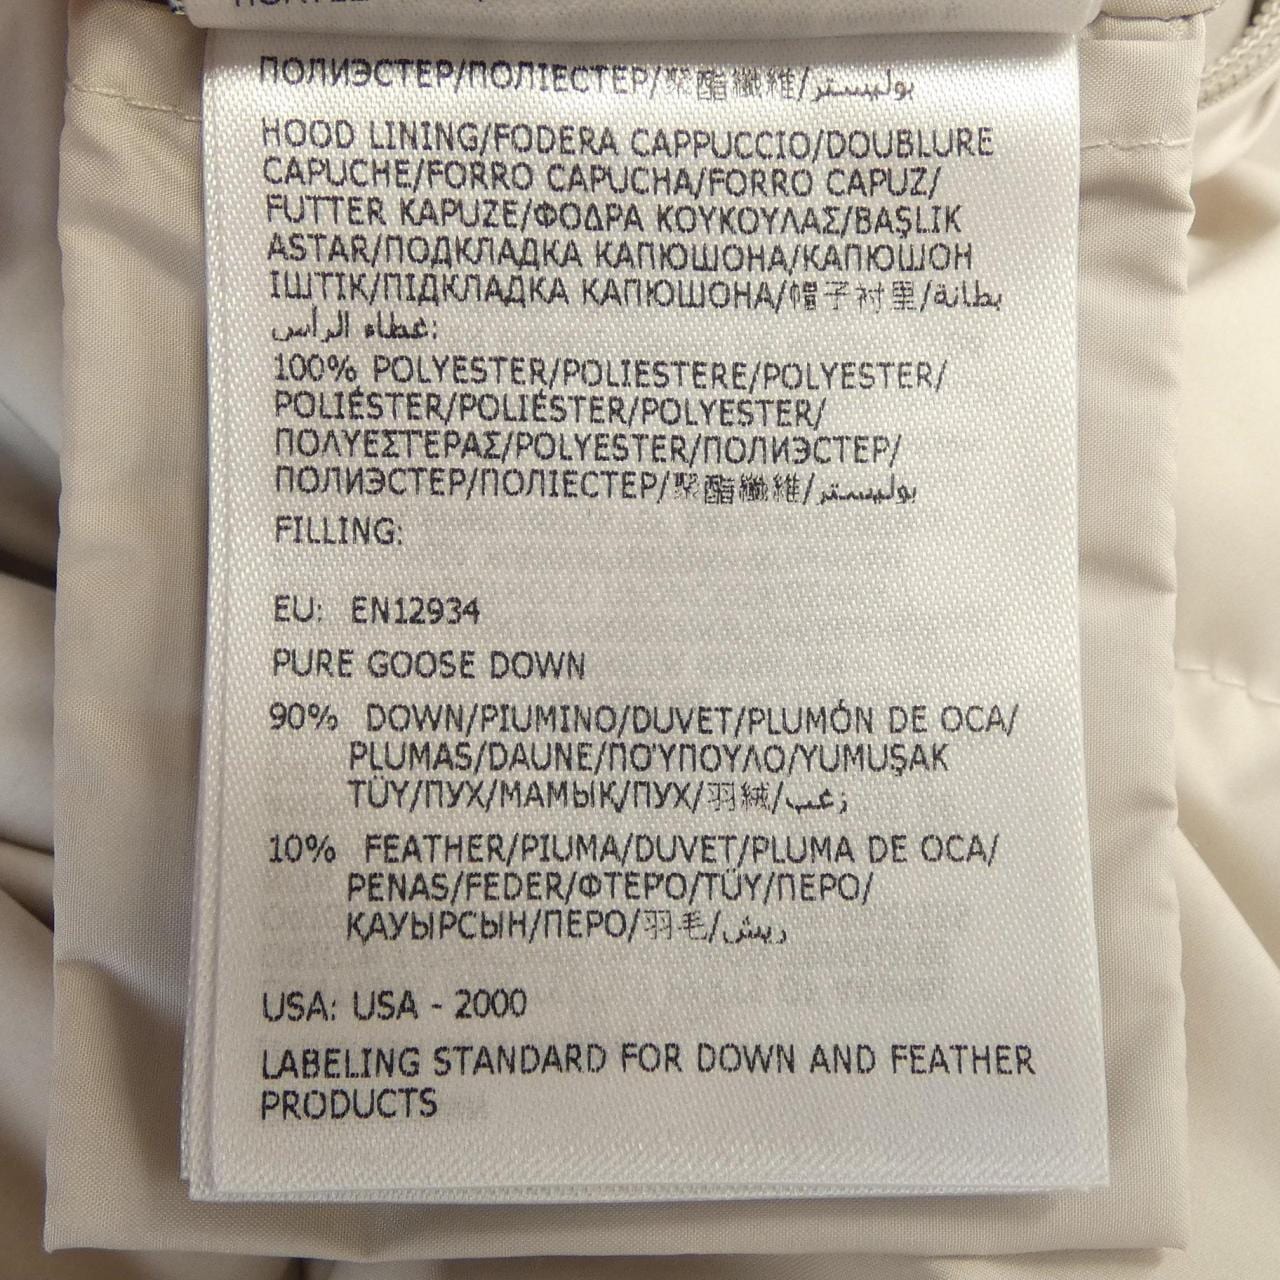 ПОЛИЭСТЕР/ПОЛІЕСТЕР/聚酯纖維/بوليستر
HOOD LINING/FODERA CAPPUCCIO/DOUBLURE
CAPUCHE/FORRO CAPUCHA/FORRO CAPUZ/
FUTTER KAPUZE/ΦΟΔΡΑ ΚΟΥΚΟΥΛΑΣ/BAŞLIK
ASTAR/ПОДКЛАДКА КАПЮШОНА/КАПЮШОН
ІШТІК/ПІДКЛАДКА КАПЮШОНА/帽子衬里/بطانة
غطاء الرأس:
100% POLYESTER/POLIESTERE/POLYESTER/
POLIÉSTER/POLIÉSTER/POLYESTER/
ΠΟΛΥΕΣΤΕΡΑΣ/POLYESTER/ПОЛИЭСТЕР/
ПОЛИЭСТЕР/ПОЛІЕСТЕР/聚酯纖維/بوليستر
FILLING:
EU: EN12934
PURE GOOSE DOWN
90% DOWN/PIUMINO/DUVET/PLUMÓN DE OCA/
PLUMAS/DAUNE/ΠΟΎΠΟΥΛΟ/YUMUŞAK
TÜY/ПУХ/МАМЫҚ/ПУХ/羽絨/زغب
10% FEATHER/PIUMA/DUVET/PLUMA DE OCA/
PENAS/FEDER/ΦΤΕΡΌ/TÜY/ПЕРО/
ҚАУЫРСЫН/ПЕРО/羽毛/ريش
USA: USA - 2000
LABELING STANDARD FOR DOWN AND FEATHER
PRODUCTS